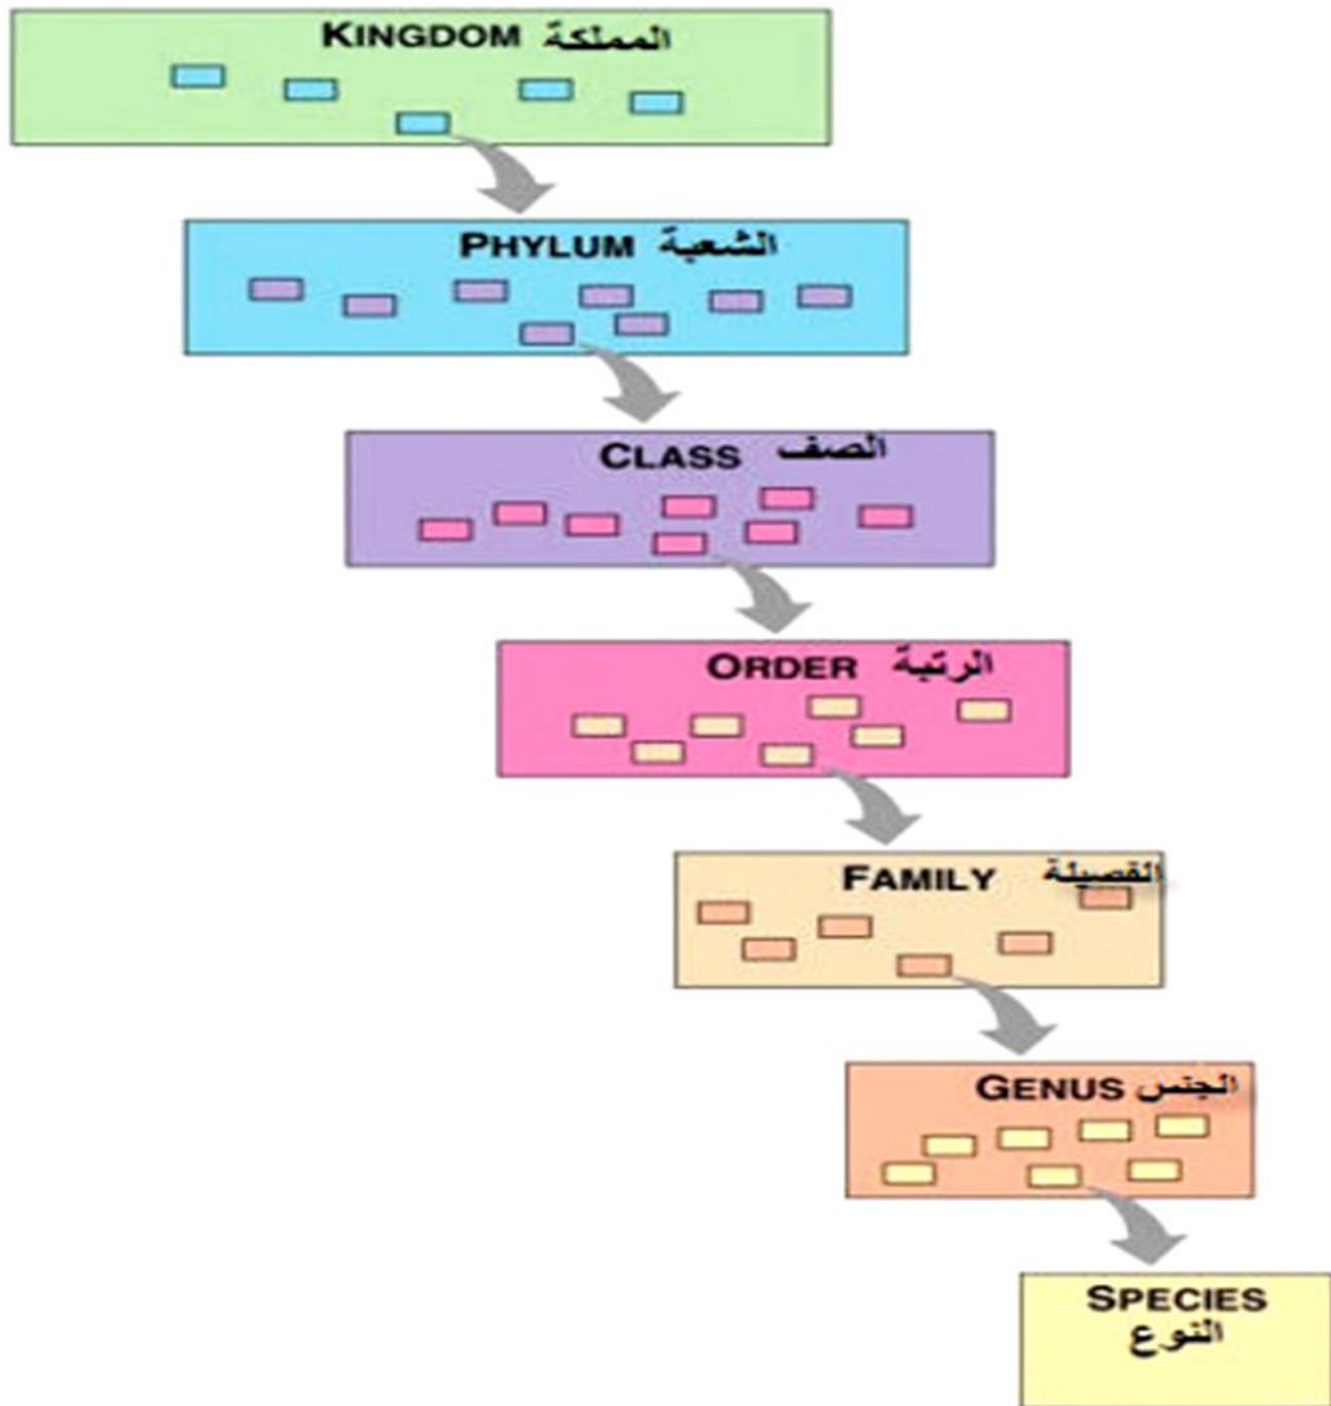 KINGDOM المملكة
PHYLUM الشعبة
CLASS الصف
ORDER الرتبة
FAMILY الفصيلة
GENUS الجنس
SPECIES
النوع